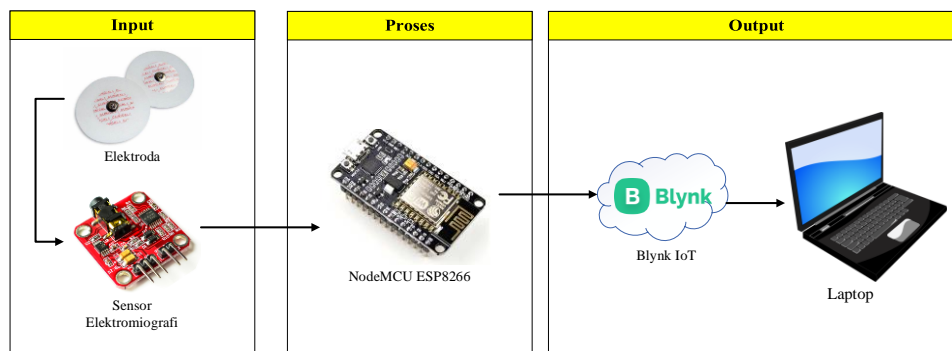 Input
Elektroda
Sensor
Elektromiografi
Proses
NodeMCU ESP8266
Output
B Blynk
Blynk IoT
Laptop